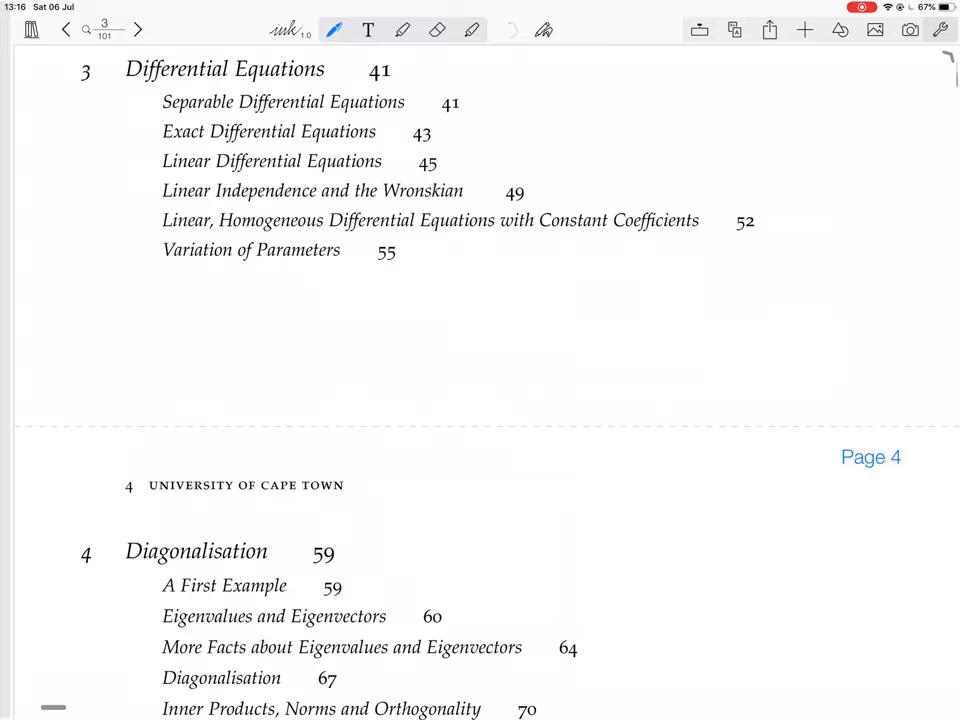 13:16 Sat 06 Jul 67%
3
101
ink 1.0
T
3 Differential Equations 41
Separable Differential Equations 41
Exact Differential Equations 43
Linear Differential Equations 45
Linear Independence and the Wronskian 49
Linear, Homogeneous Differential Equations with Constant Coefficients 52
Variation of Parameters 55
Page 4
4 UNIVERSITY OF CAPE TOWN
4 Diagonalisation 59
A First Example 59
Eigenvalues and Eigenvectors 60
More Facts about Eigenvalues and Eigenvectors 64
Diagonalisation 67
Inner Products, Norms and Orthogonality 70